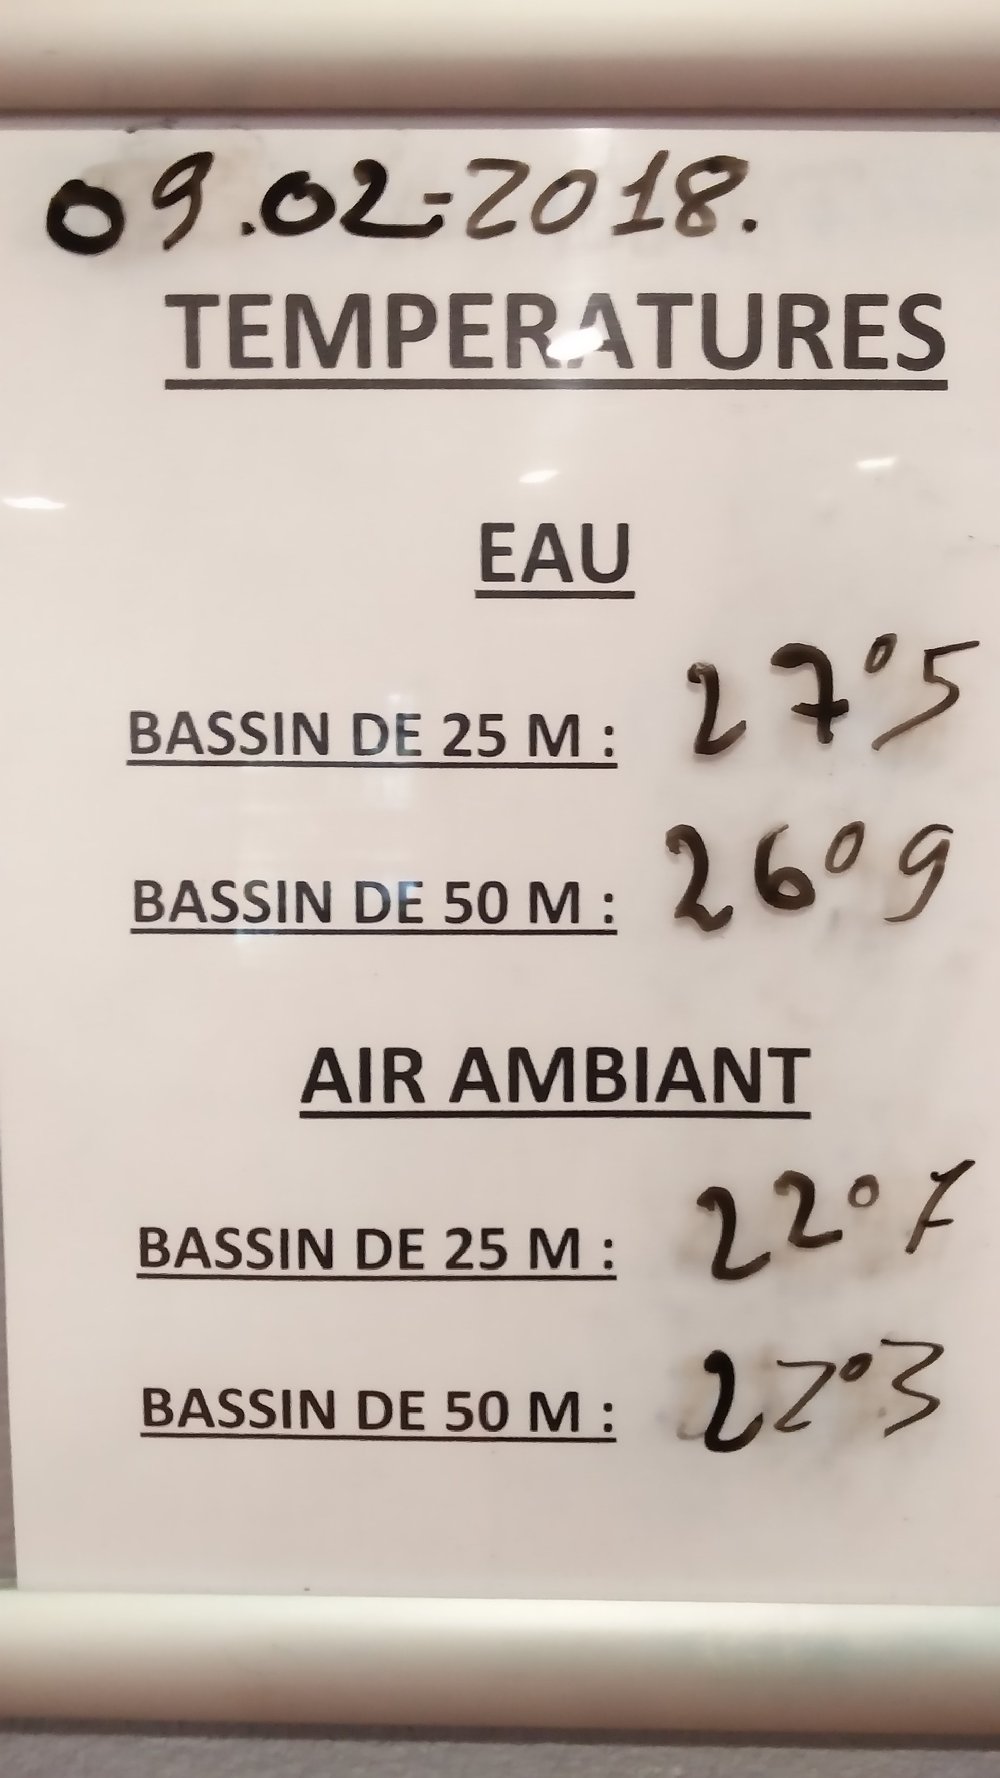 09.02-2018.
TEMPERATURES
EAU
BASSIN DE 25 M : 27°5
BASSIN DE 50 M : 26°9
AIR AMBIANT
BASSIN DE 25 M : 22°7
BASSIN DE 50 M : 22°3